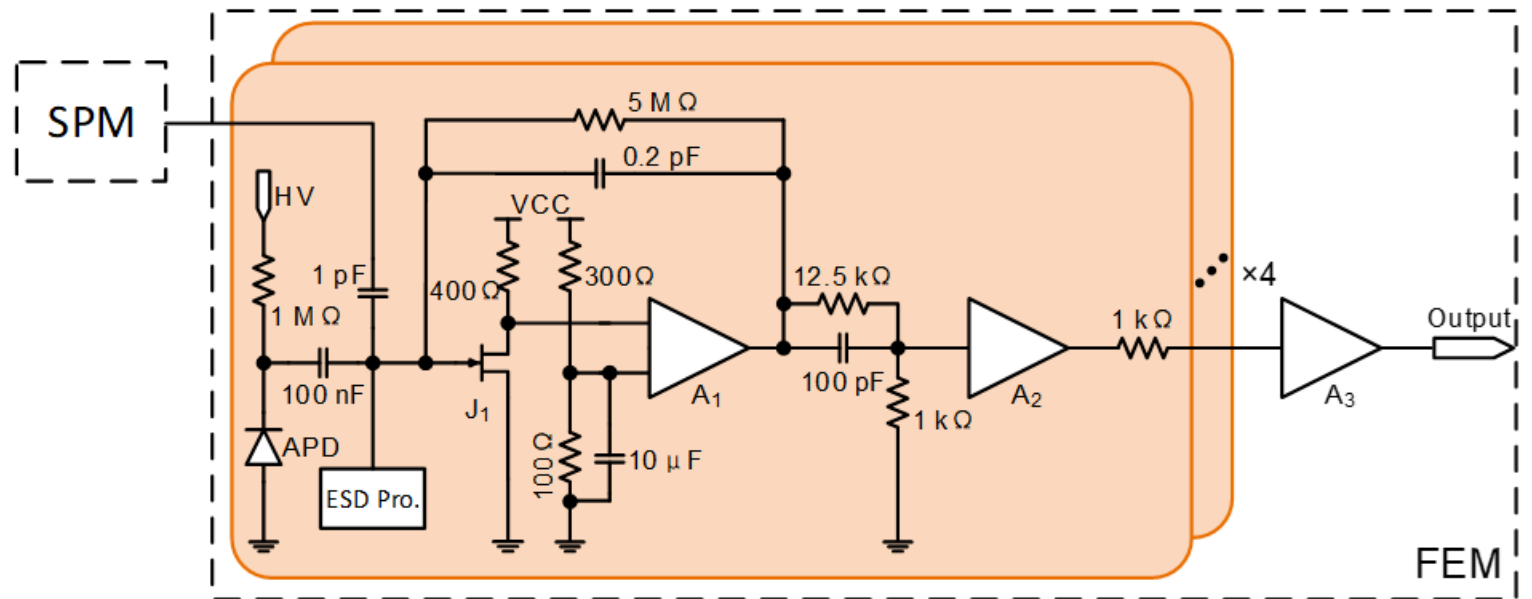 SPM
5 MΩ
0.2 pF
HV
VCC
1 pF
400Ω
300Ω
12.5 kΩ
×4
1 MΩ
1 kΩ
Output
100 nF
J1
A1
100 pF
A2
A3
1 kΩ
APD
100Ω
10 μF
ESD Pro.
FEM